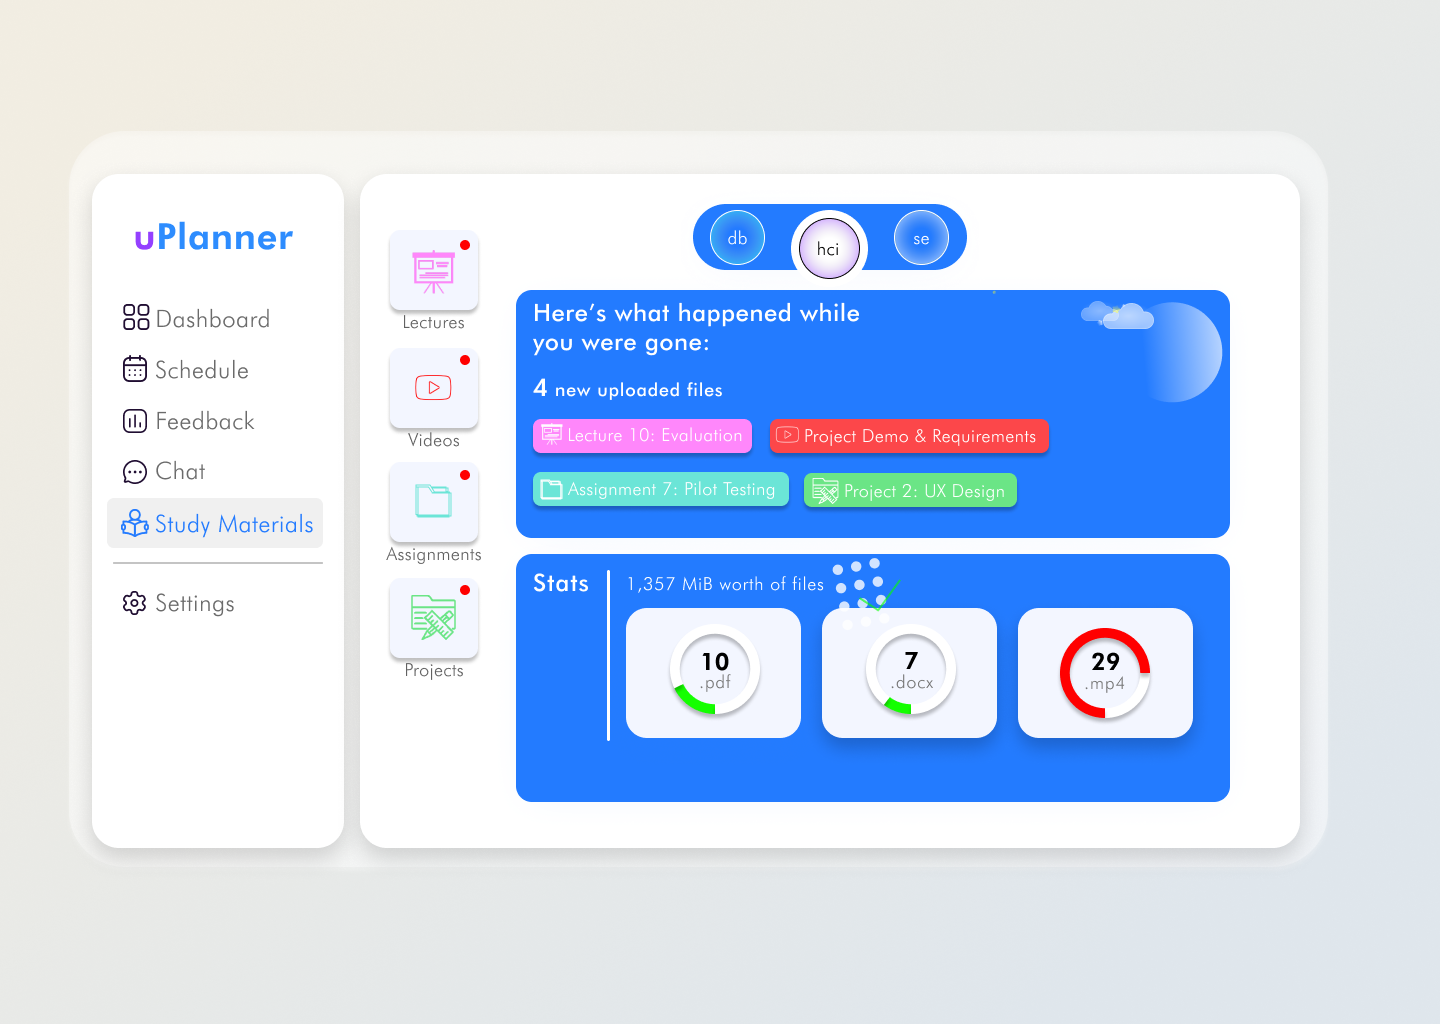 uPlanner
Dashboard
Schedule
Feedback
Chat
Study Materials
Settings
Lectures
Videos
Assignments
Projects
db
hci
se
Here's what happened while
you were gone:
4 new uploaded files
Lecture 10: Evaluation
Project Demo & Requirements
Assignment 7: Pilot Testing
Project 2: UX Design
Stats
1,357 MiB worth of files
10
.pdf
7
.docx
29
.mp4